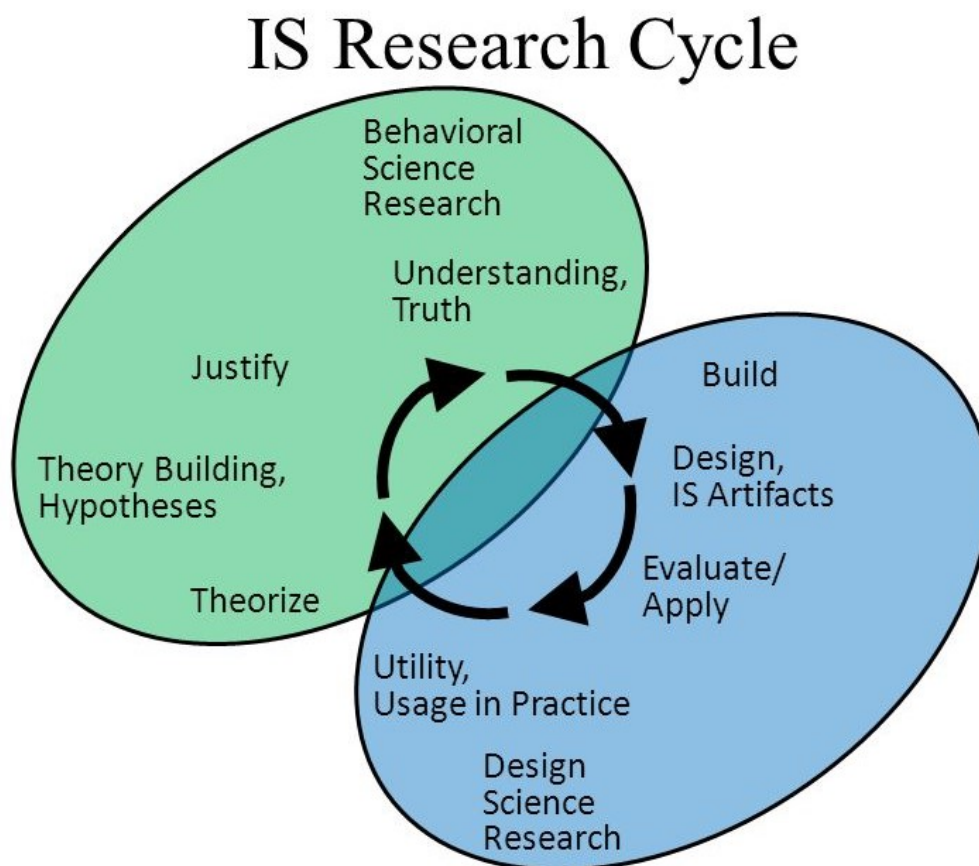 IS Research Cycle
Behavioral
Science
Research
Understanding,
Truth
Justify
Build
Theory Building,
Hypotheses
Design,
IS Artifacts
Evaluate/
Apply
Theorize
Utility,
Usage in Practice
Design
Science
Research